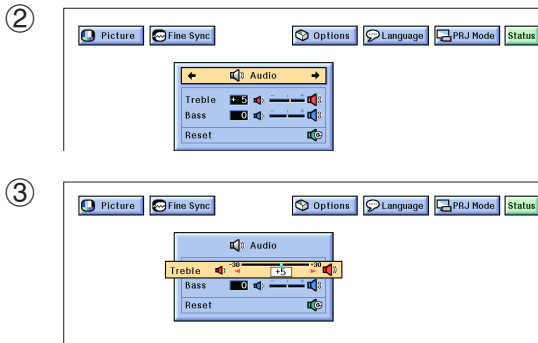 ②
Picture Fine Sync Options Language PRJ Mode Status
Audio
Treble + 5 - +
Bass 0 - +
Reset
③
Picture Fine Sync Options Language PRJ Mode Status
Audio
-30 +30
Treble +5
Bass 0 - +
Reset